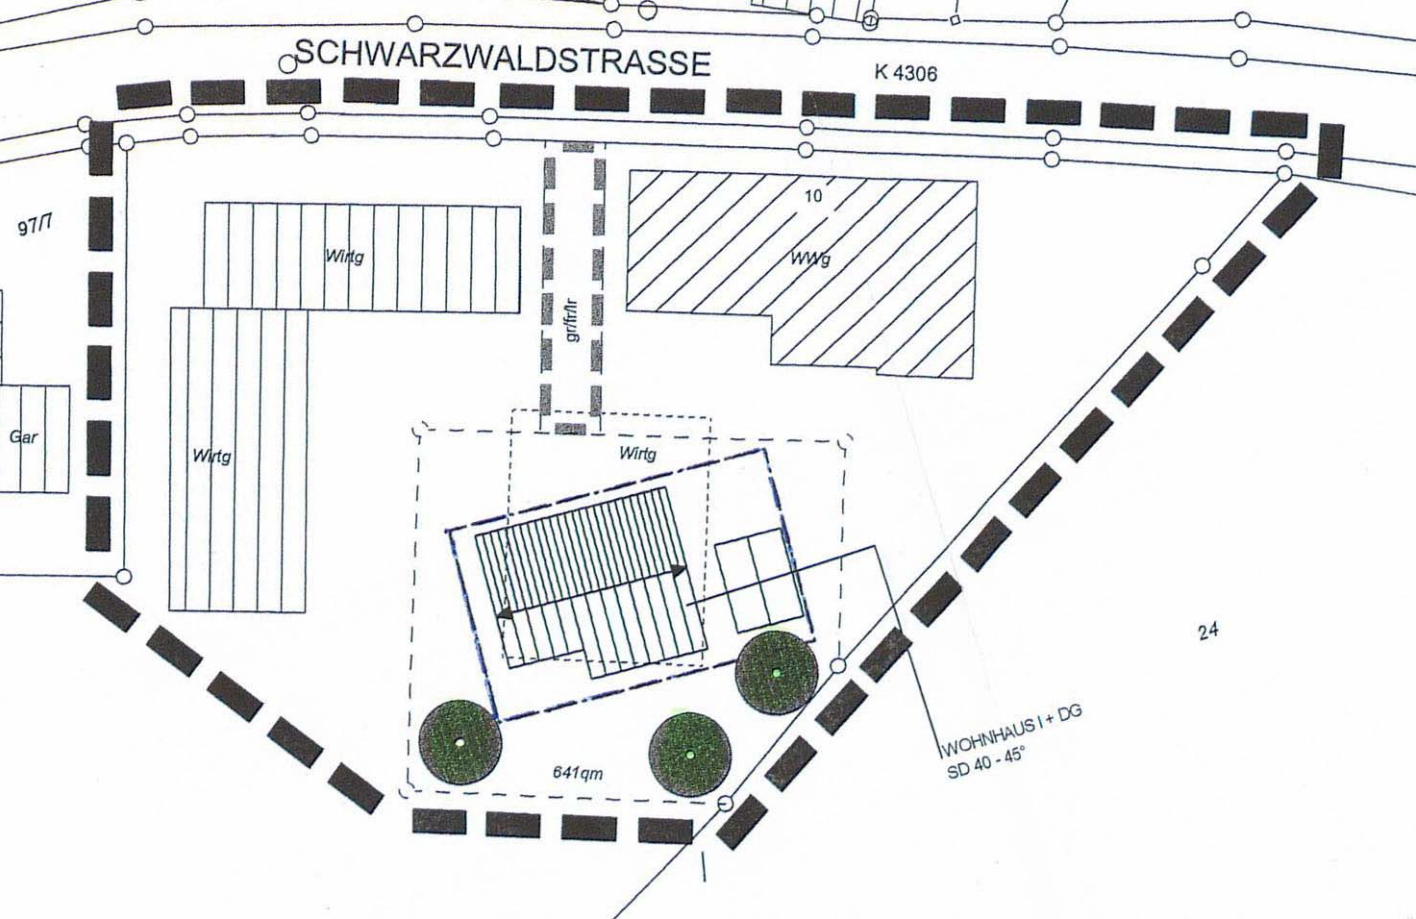 SCHWARZWALDSTRASSE
K 4306
97/7
10
Wirtg
WWg
gr/fr/lr
Gar
Wirtg
Wirtg
24
WOHNHAUS I + DG
SD 40 - 45°
641qm